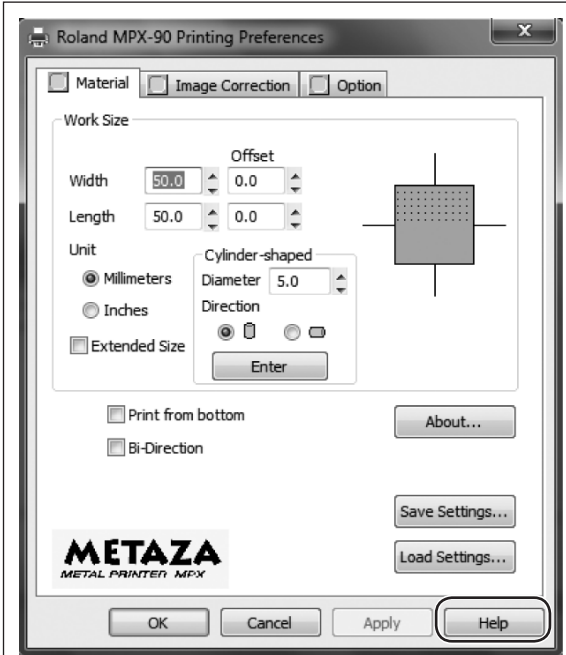 Roland MPX-90 Printing Preferences
x
Material Image Correction Option
Work Size
Offset
Width 50.0 0.0
Length 50.0 0.0
Unit
Millimeters
Inches
Extended Size
Cylinder-shaped
Diameter 5.0
Direction
Enter
Print from bottom
Bi-Direction
About...
Save Settings...
Load Settings...
METAZA
METAL PRINTER MPX
OK Cancel Apply Help